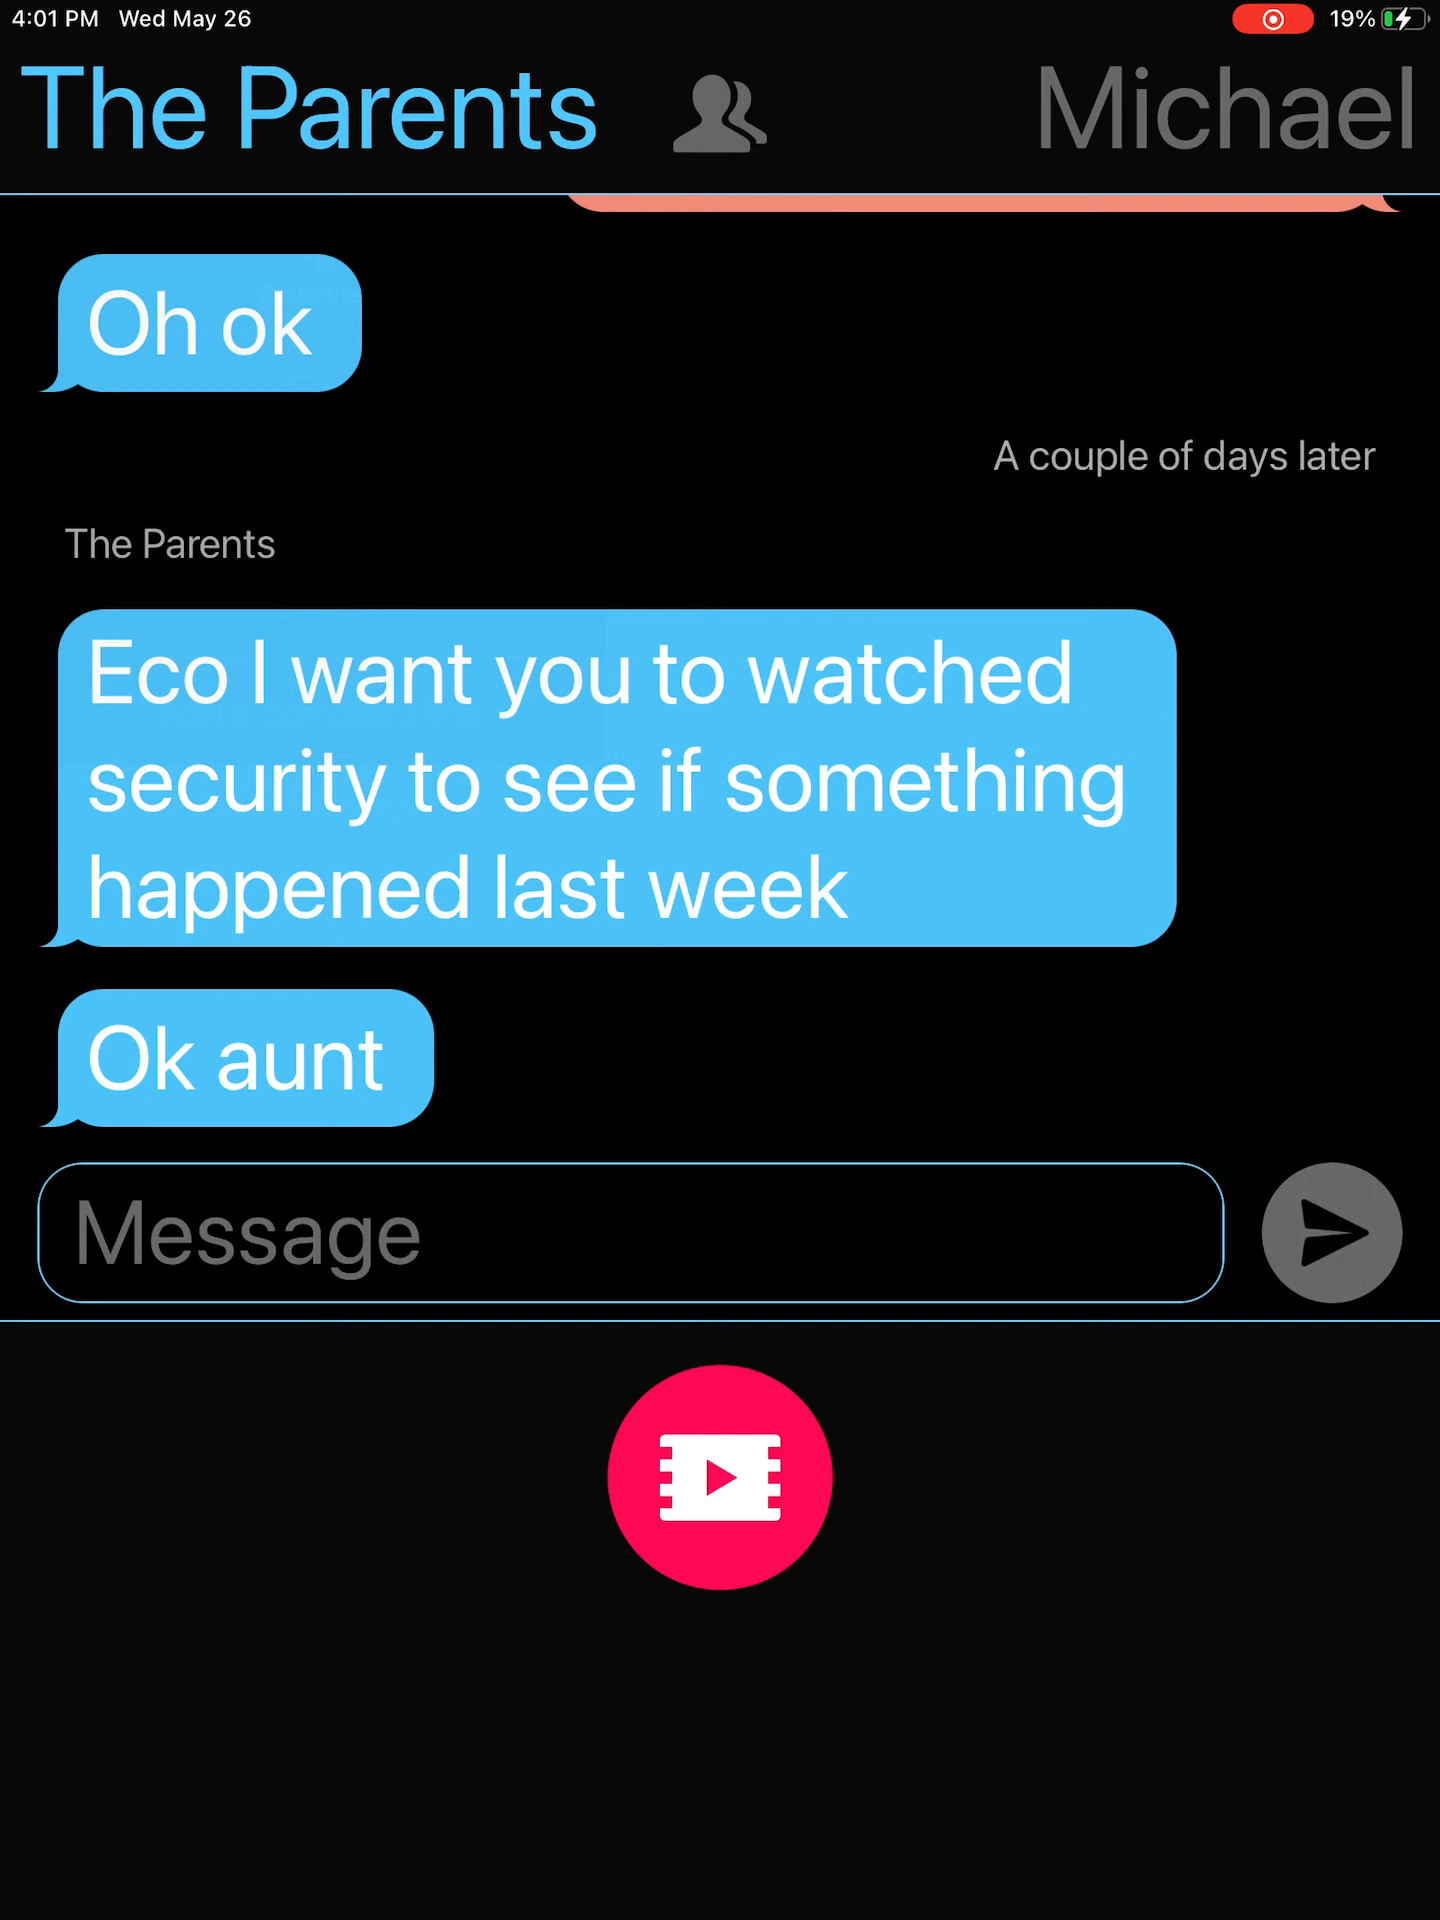 4:01 PM Wed May 26 19%
The Parents Michael
Oh ok
A couple of days later
The Parents
Eco I want you to watched
security to see if something
happened last week
Ok aunt
Message